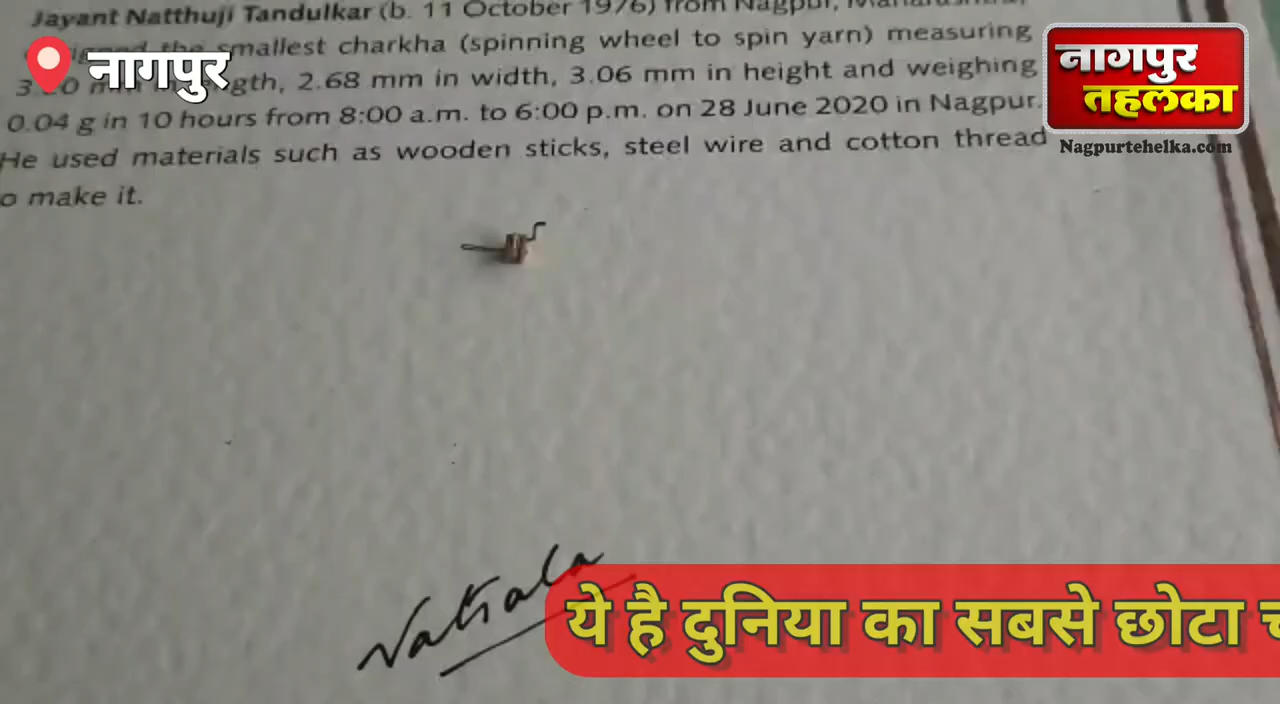 Jayant Natthuji Tandulkar (b. 11 October 1976) from Nagpur,
the smallest charkha (spinning wheel to spin yarn) measuring
2.68 mm in width, 3.06 mm in height and weighing
0.04 g in 10 hours from 8:00 a.m. to 6:00 p.m. on 28 June 2020 in Nagpur.
He used materials such as wooden sticks, steel wire and cotton thread
o make it.
नागपुर
नागपुर
तहलका
Nagpurtehelka.com
ये है दुनिया का सबसे छोटा